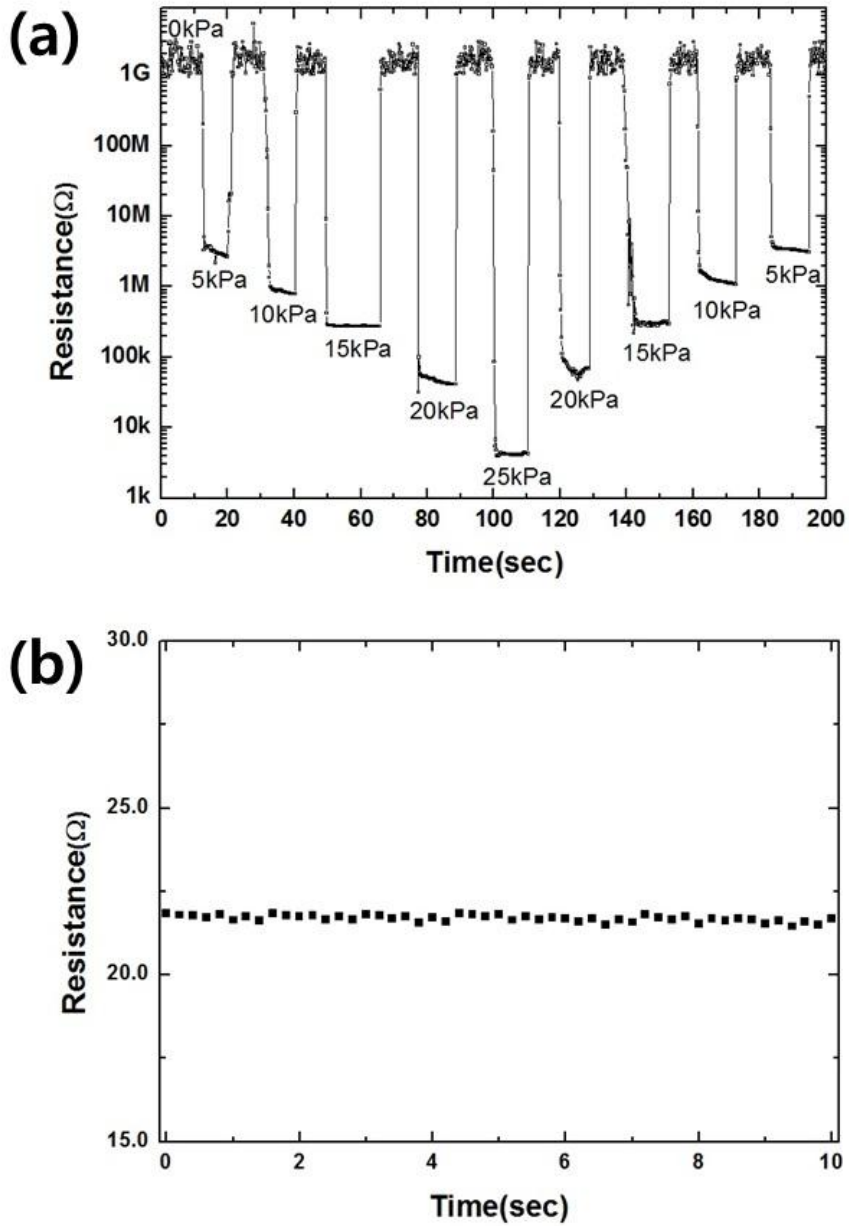 (a)
0kPa
1G
100M
10M
1M
100k
10k
1k
Resistance(Ω)
5kPa
10kPa
15kPa
20kPa
25kPa
20kPa
15kPa
10kPa
5kPa
0 20 40 60 80 100 120 140 160 180 200
Time(sec)
(b)
30.0
25.0
20.0
15.0
Resistance(Ω)
0 2 4 6 8 10
Time(sec)